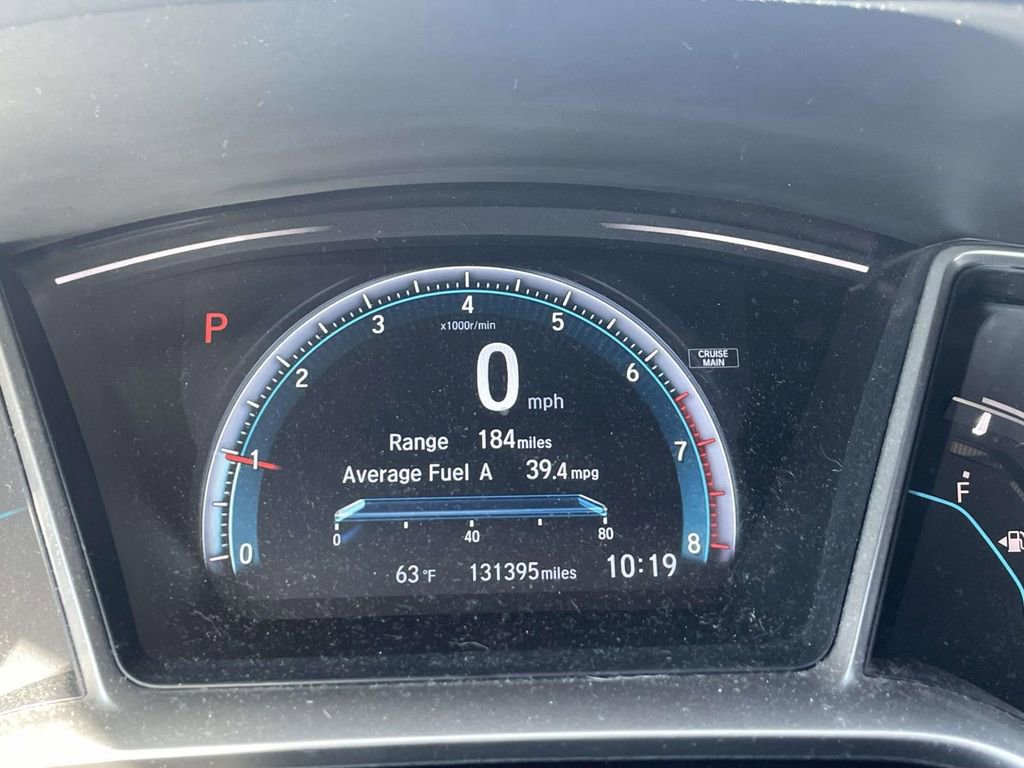 P
0 1 2 3 4 5 6 7 8
x1000r/min
CRUISE
MAIN
0 mph
Range 184 miles
Average Fuel A 39.4 mpg
0 40 80
63 °F 131395 miles 10:19
F